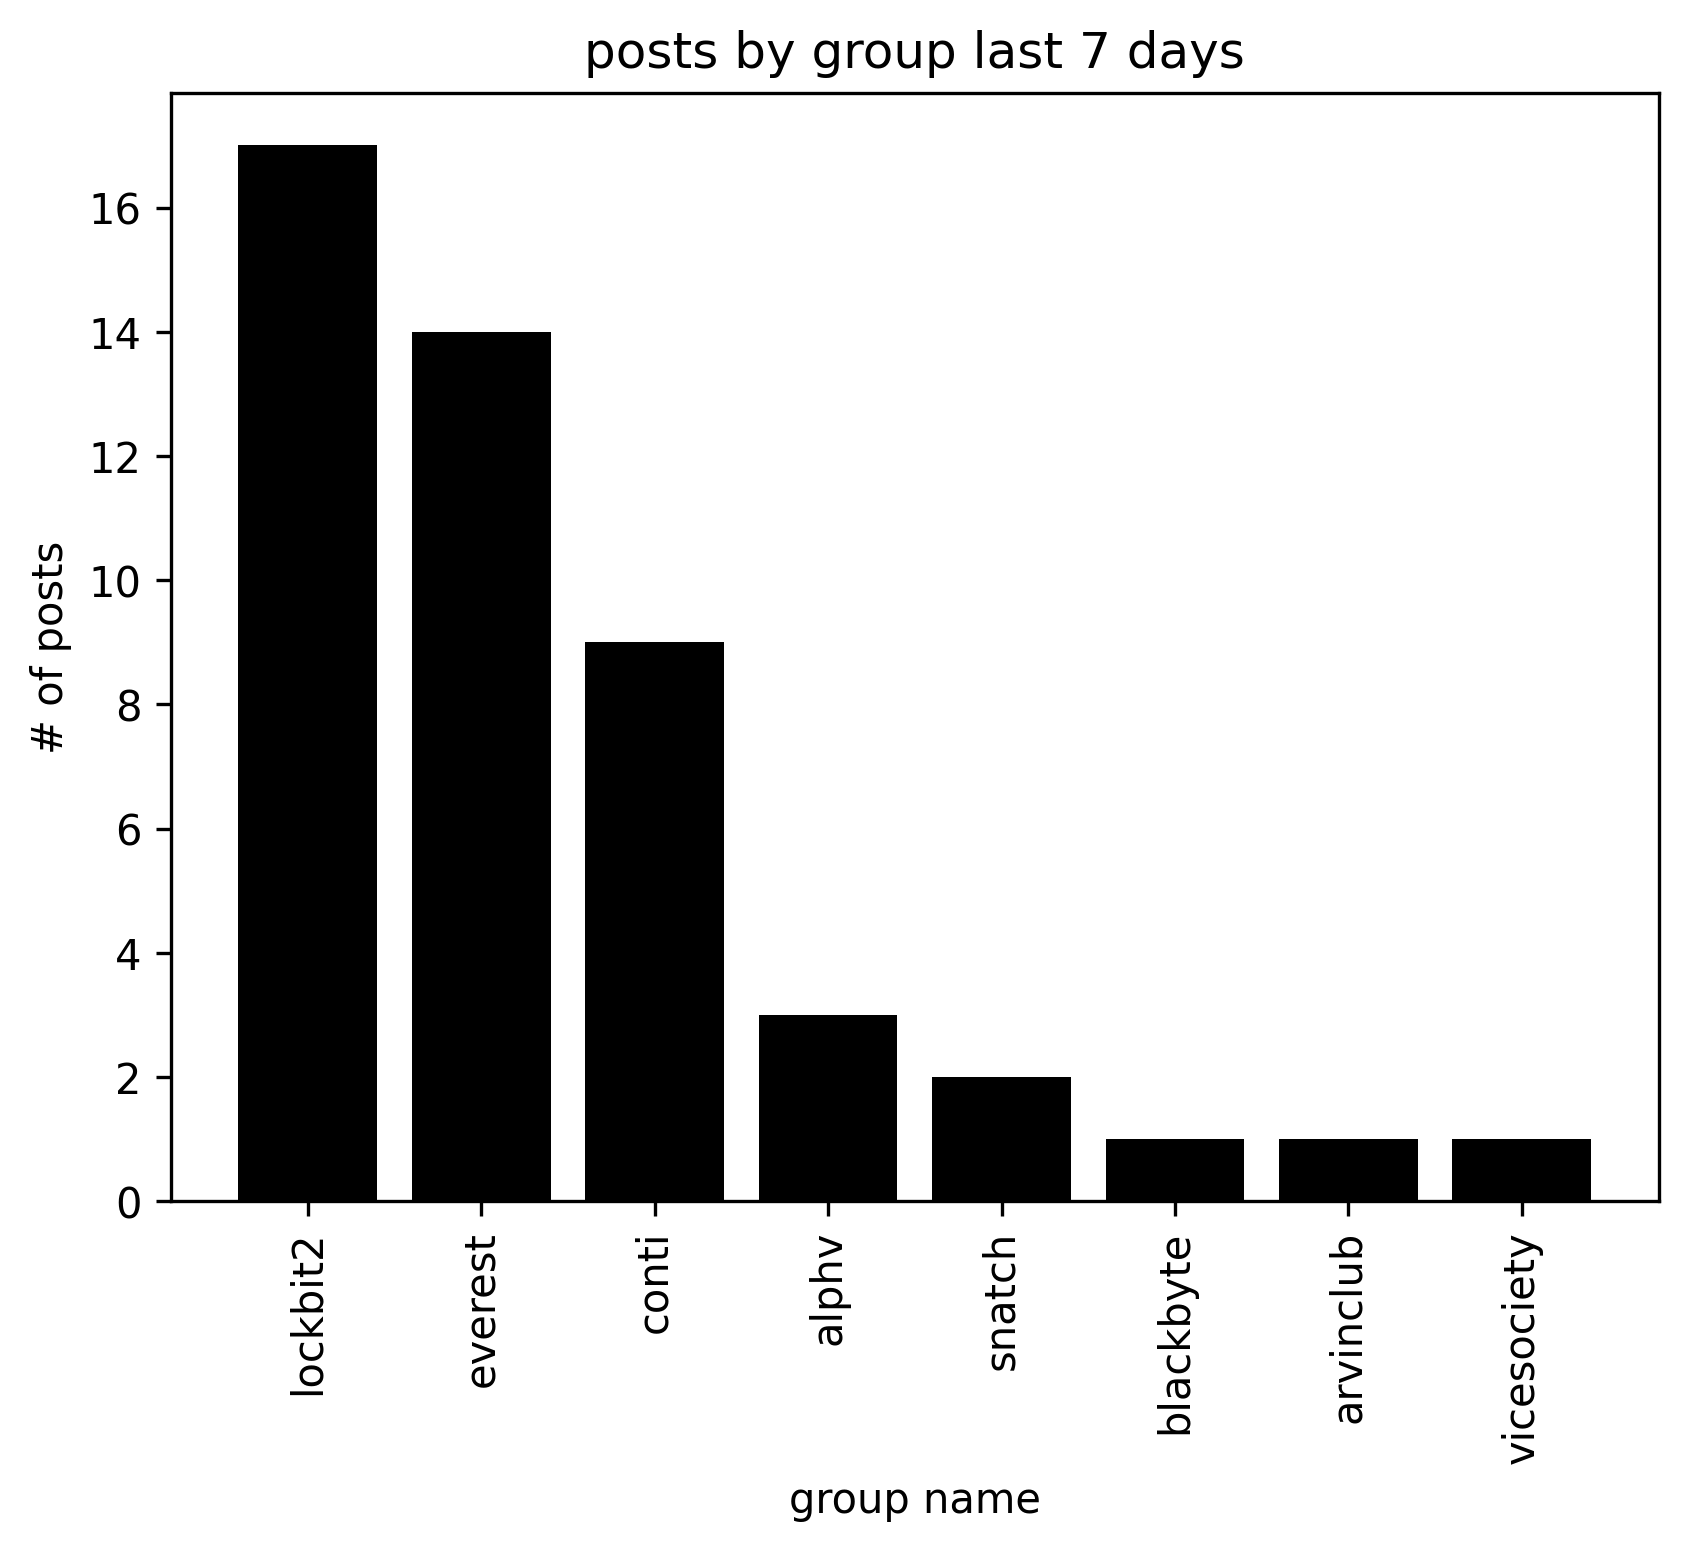 posts by group last 7 days
# of posts
16
14
12
10
8
6
4
2
0
lockbit2
everest
conti
alphv
snatch
blackbyte
arvinclub
vicesociety
group name